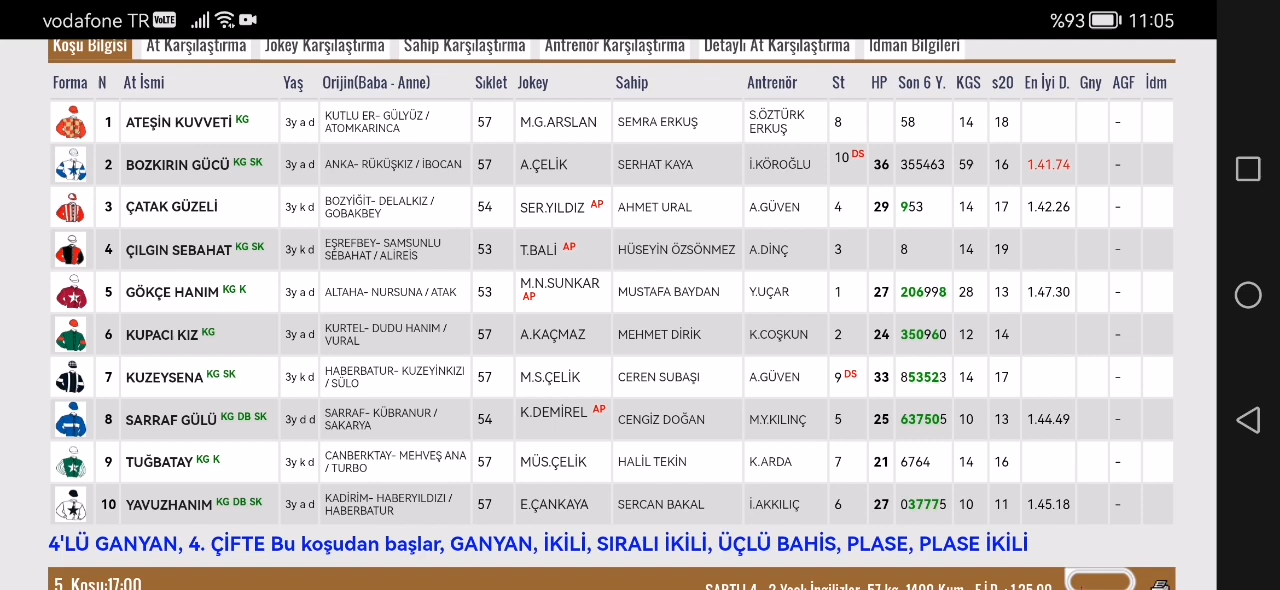 vodafone TR VoLTE %93 11:05
Koşu Bilgisi At Karşılaştırma Jokey Karşılaştırma Sahip Karşılaştırma Antrenör Karşılaştırma Detaylı At Karşılaştırma İdman Bilgileri
Forma N At İsmi Yaş Orijin(Baba - Anne) Sıklet Jokey Sahip Antrenör St HP Son 6 Y. KGS s20 En İyi D. Gny AGF İdm
1 ATEŞİN KUVVETİ KG 3y a d KUTLU ER- GÜLYÜZ / ATOMKARINCA 57 M.G.ARSLAN SEMRA ERKUŞ S.ÖZTÜRK ERKUŞ 8 58 14 18 -
2 BOZKIRIN GÜCÜ KG SK 3y a d ANKA- RÜKÜŞKIZ / İBOCAN 57 A.ÇELİK SERHAT KAYA İ.KÖROĞLU 10 DS 36 355463 59 16 1.41.74 -
3 ÇATAK GÜZELİ 3y k d BOZYİĞİT- DELALKIZ / GOBAKBEY 54 SER.YILDIZ AP AHMET URAL A.GÜVEN 4 29 953 14 17 1.42.26 -
4 ÇILGIN SEBAHAT KG SK 3y k d EŞREFBEY- SAMSUNLU SEBAHAT / ALİREİS 53 T.BALİ AP HÜSEYİN ÖZSÖNMEZ A.DİNÇ 3 8 14 19 -
5 GÖKÇE HANIM KG K 3y a d ALTAHA- NURSUNA / ATAK 53 M.N.SUNKAR AP MUSTAFA BAYDAN Y.UÇAR 1 27 206998 28 13 1.47.30 -
6 KUPACI KIZ KG 3y a d KURTEL- DUDU HANIM / VURAL 57 A.KAÇMAZ MEHMET DİRİK K.COŞKUN 2 24 350960 12 14 -
7 KUZEYSENA KG SK 3y k d HABERBATUR- KUZEYİNKIZI / SÜLO 57 M.S.ÇELİK CEREN SUBAŞI A.GÜVEN 9 DS 33 853523 14 17 -
8 SARRAF GÜLÜ KG DB SK 3y d d SARRAF- KÜBRANUR / SAKARYA 54 K.DEMİREL AP CENGİZ DOĞAN M.Y.KILINÇ 5 25 637505 10 13 1.44.49 -
9 TUĞBATAY KG K 3y k d CANBERKTAY- MEHVEŞ ANA / TURBO 57 MÜS.ÇELİK HALİL TEKİN K.ARDA 7 21 6764 14 16 -
10 YAVUZHANIM KG DB SK 3y a d KADİRİM- HABERYILDIZI / HABERBATUR 57 E.ÇANKAYA SERCAN BAKAL İ.AKKILIÇ 6 27 037775 10 11 1.45.18 -
4'LÜ GANYAN, 4. ÇİFTE Bu koşudan başlar, GANYAN, İKİLİ, SIRALI İKİLİ, ÜÇLÜ BAHİS, PLASE, PLASE İKİLİ
5. Koşu:17:00